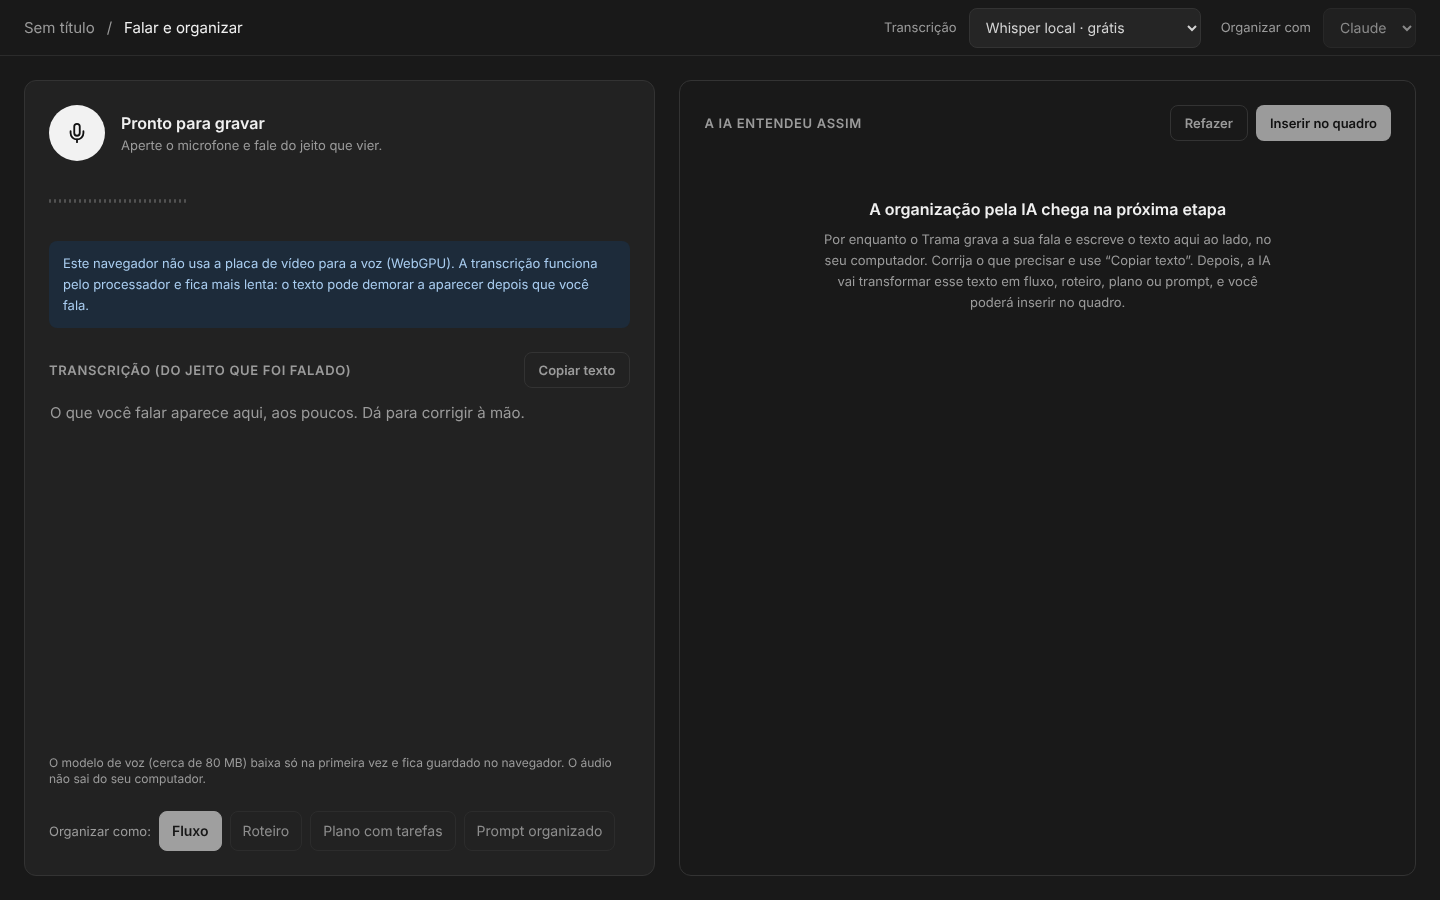 Sem título / Falar e organizar
Transcrição
Whisper local · grátis
Organizar com
Claude
Pronto para gravar
Aperte o microfone e fale do jeito que vier.
Este navegador não usa a placa de vídeo para a voz (WebGPU). A transcrição funciona
pelo processador e fica mais lenta: o texto pode demorar a aparecer depois que você
fala.
TRANSCRIÇÃO (DO JEITO QUE FOI FALADO)
Copiar texto
O que você falar aparece aqui, aos poucos. Dá para corrigir à mão.
O modelo de voz (cerca de 80 MB) baixa só na primeira vez e fica guardado no navegador. O áudio
não sai do seu computador.
Organizar como:
Fluxo
Roteiro
Plano com tarefas
Prompt organizado
A IA ENTENDEU ASSIM
Refazer
Inserir no quadro
A organização pela IA chega na próxima etapa
Por enquanto o Trama grava a sua fala e escreve o texto aqui ao lado, no
seu computador. Corrija o que precisar e use “Copiar texto”. Depois, a IA
vai transformar esse texto em fluxo, roteiro, plano ou prompt, e você
poderá inserir no quadro.